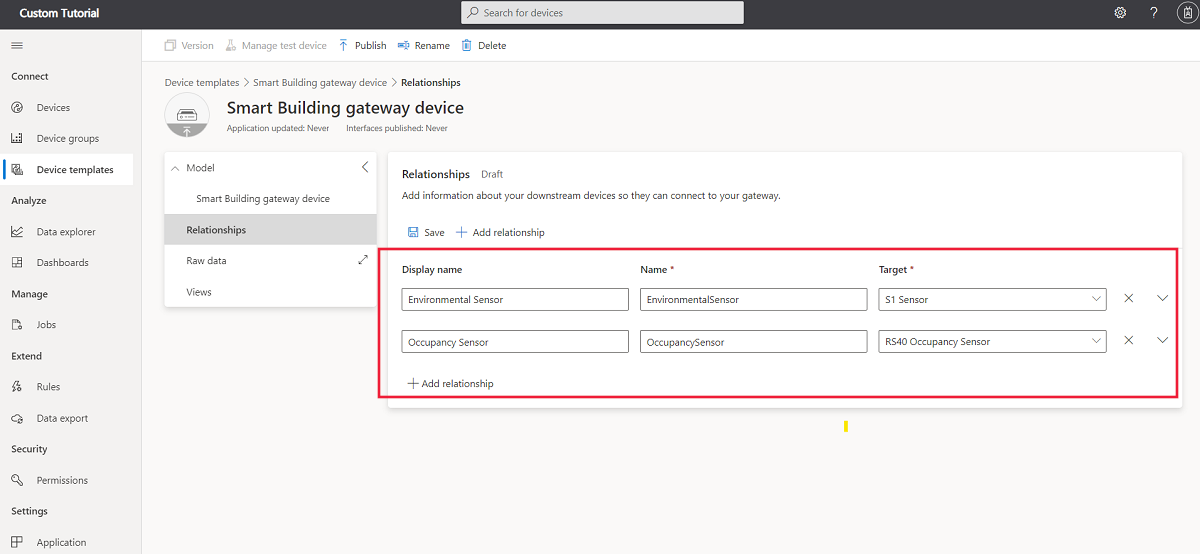 Custom Tutorial
Search for devices
?
Version
Manage test device
Publish
Rename
Delete
Connect
Devices
Device groups
Device templates
Analyze
Data explorer
Dashboards
Manage
Jobs
Extend
Rules
Data export
Security
Permissions
Settings
Application
Device templates > Smart Building gateway device > Relationships
Smart Building gateway device
Application updated: Never Interfaces published: Never
Model
Smart Building gateway device
Relationships
Raw data
Views
Relationships Draft
Add information about your downstream devices so they can connect to your gateway.
Save
Add relationship
Display name Name * Target *
Environmental Sensor EnvironmentalSensor S1 Sensor
Occupancy Sensor OccupancySensor RS40 Occupancy Sensor
Add relationship